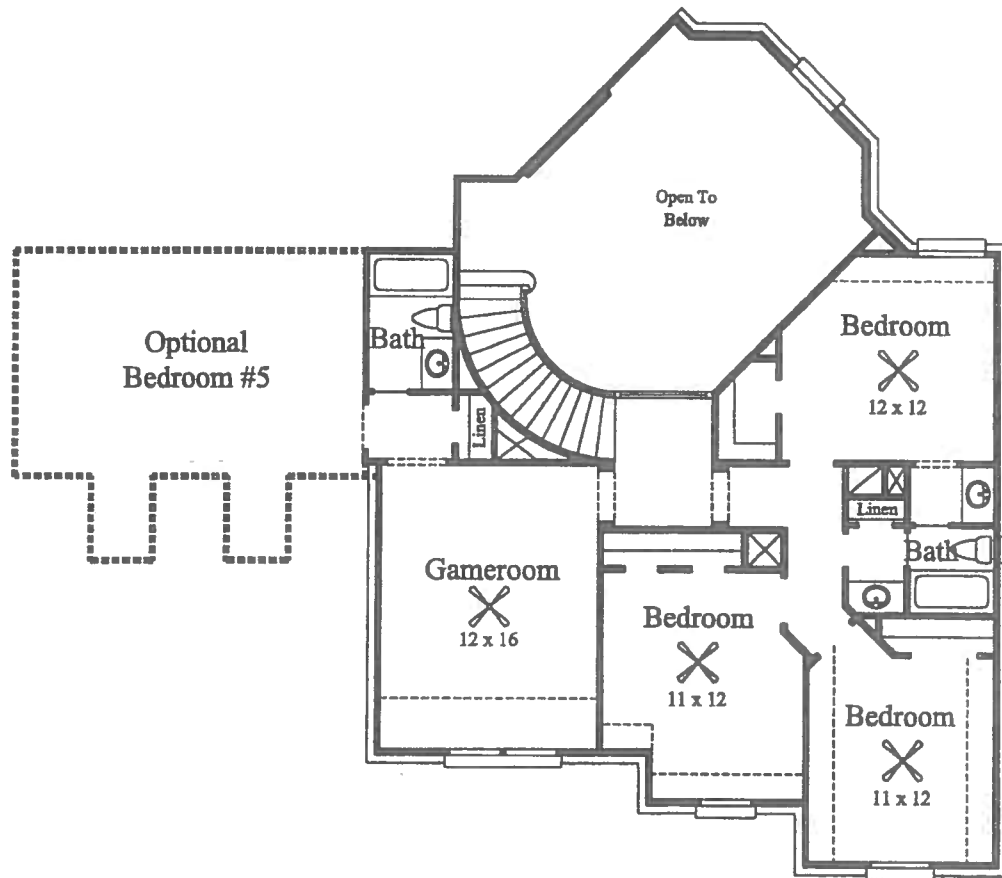 Open To
Below
Optional
Bedroom #5
Bath
Linen
Bedroom
12 x 12
Linen
Bath
Gameroom
12 x 16
Bedroom
11 x 12
Bedroom
11 x 12